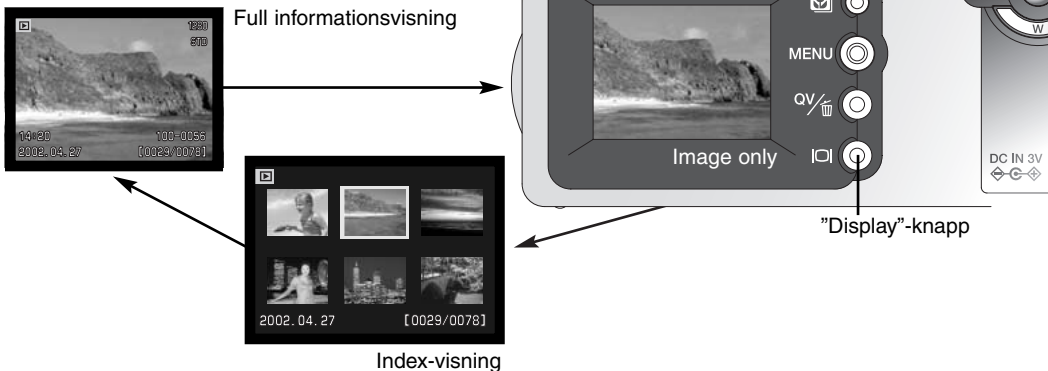 Full informationsvisning
1280
STD
14:20
100-0056
2002.04.27
[0029/0078]
MENU
QV/
Image only
W
DC IN 3V
"Display"-knapp
2002.04.27
[0029/0078]
Index-visning